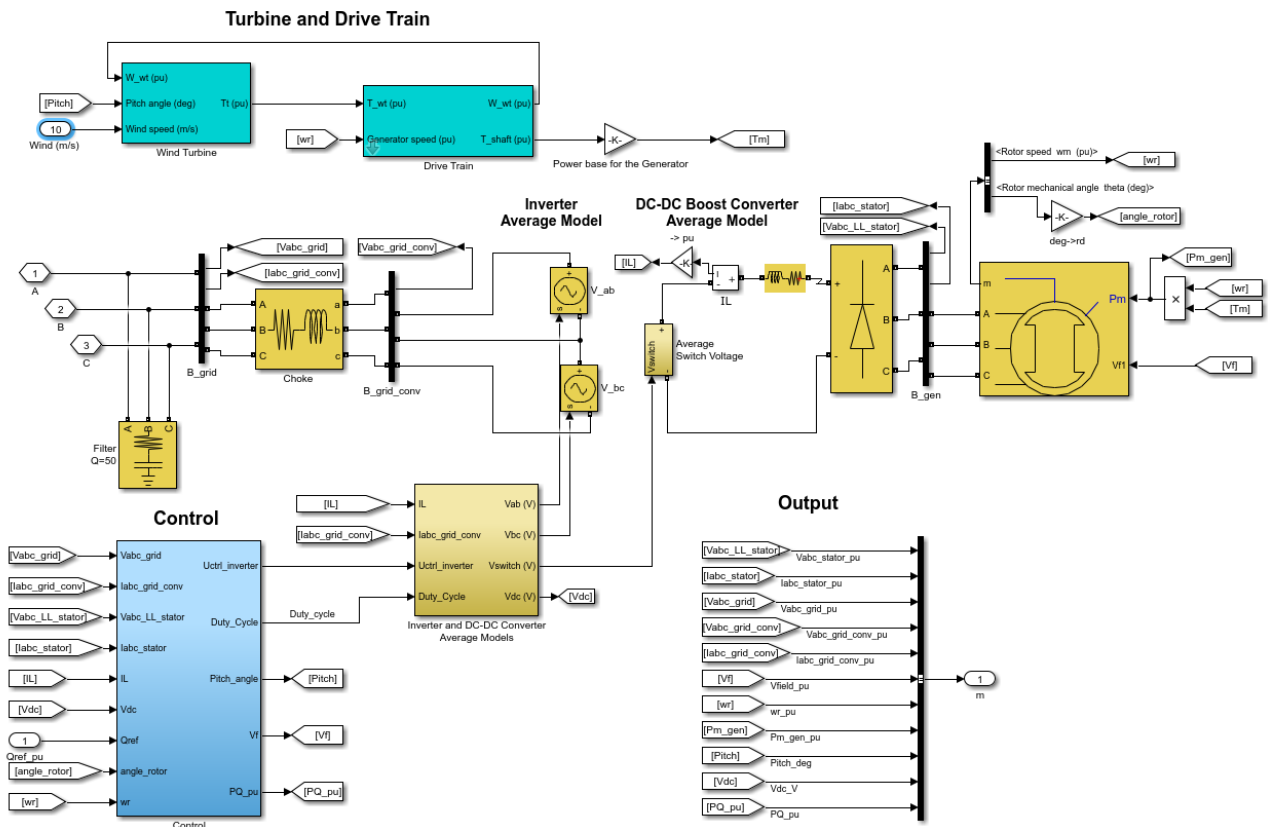 Turbine and Drive Train
W_wt (pu)
Pitch angle (deg)
Tt (pu)
Wind speed (m/s)
Wind Turbine
[Pitch]
10
Wind (m/s)
T_wt (pu)
W_wt (pu)
Generator speed (pu)
T_shaft (pu)
Drive Train
[wr]
-K-
Power base for the Generator
[Tm]
<Rotor speed wm (pu)>
[wr]
<Rotor mechanical angle theta (deg)>
-K-
deg->rd
[angle_rotor]
Inverter
Average Model
DC-DC Boost Converter
Average Model
[Iabc_stator]
[Vabc_LL_stator]
[Vabc_grid]
[Iabc_grid_conv]
[Vabc_grid_conv]
-> pu
[IL]
-K-
I
-
+
IL
[Pm_gen]
[wr]
[Tm]
×
1
A
2
B
3
C
B_grid
A
B
C
a
b
c
Choke
B_grid_conv
+
s
-
V_ab
+
s
-
V_bc
+
Vswitch
-
Average
Switch Voltage
+
-
A
B
C
B_gen
m
A
B
C
Pm
Vf1
[Vf]
A
B
C
Filter
Q=50
Control
[Vabc_grid]
[Iabc_grid_conv]
[Vabc_LL_stator]
[Iabc_stator]
[IL]
[Vdc]
1
Qref_pu
[angle_rotor]
[wr]
Vabc_grid
Iabc_grid_conv
Vabc_LL_stator
Iabc_stator
IL
Vdc
Qref
angle_rotor
wr
Uctrl_inverter
Duty_Cycle
Pitch_angle
Vf
PQ_pu
Control
Duty_cycle
[Pitch]
[Vf]
[PQ_pu]
[IL]
[Iabc_grid_conv]
IL
Iabc_grid_conv
Uctrl_inverter
Duty_Cycle
Vab (V)
Vbc (V)
Vswitch (V)
Vdc (V)
Inverter and DC-DC Converter
Average Models
[Vdc]
Output
[Vabc_LL_stator]
Vabc_stator_pu
[Iabc_stator]
Iabc_stator_pu
[Vabc_grid]
Vabc_grid_pu
[Vabc_grid_conv]
Vabc_grid_conv_pu
[Iabc_grid_conv]
Iabc_grid_conv_pu
[Vf]
Vfield_pu
[wr]
wr_pu
[Pm_gen]
Pm_gen_pu
[Pitch]
Pitch_deg
[Vdc]
Vdc_V
[PQ_pu]
PQ_pu
1
m